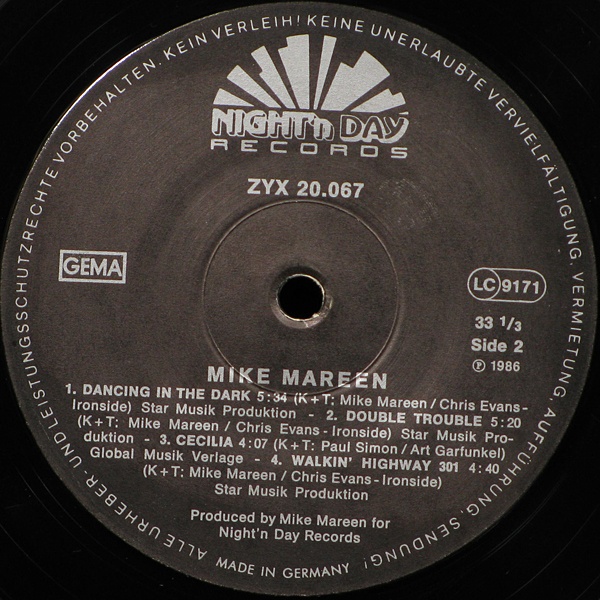 ALLE URHEBER- UND LEISTUNGSSCHUTZRECHTE VORBEHALTEN. KEIN VERLEIH! KEINE UNERLAUBTE VERVIELFÄLTIGUNG, VERMIETUNG, AUFFÜHRUNG, SENDUNG!
NIGHT'n DAY
RECORDS
ZYX 20.067
GEMA
LC 9171
33 1/3
Side 2
℗ 1986
MIKE MAREEN
1. DANCING IN THE DARK 5:34 (K+T: Mike Mareen / Chris Evans-
Ironside) Star Musik Produktion - 2. DOUBLE TROUBLE 5:20
(K+T: Mike Mareen / Chris Evans-Ironside) Star Musik Pro-
duktion - 3. CECILIA 4:07 (K+T: Paul Simon / Art Garfunkel)
Global Musik Verlage - 4. WALKIN' HIGHWAY 301 4:40
(K+T: Mike Mareen / Chris Evans-Ironside)
Star Musik Produktion
Produced by Mike Mareen for
Night'n Day Records
MADE IN GERMANY